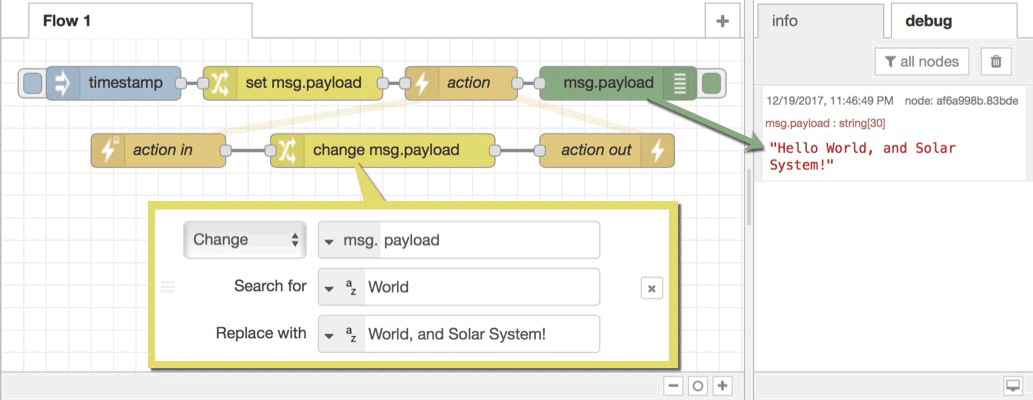 Flow 1
+
info
debug
all nodes
timestamp
set msg.payload
action
msg.payload
12/19/2017, 11:46:49 PM node: af6a998b.83bde
msg.payload : string[30]
"Hello World, and Solar
System!"
action in
change msg.payload
action out
Change
msg. payload
Search for
az World
Replace with
az World, and Solar System!